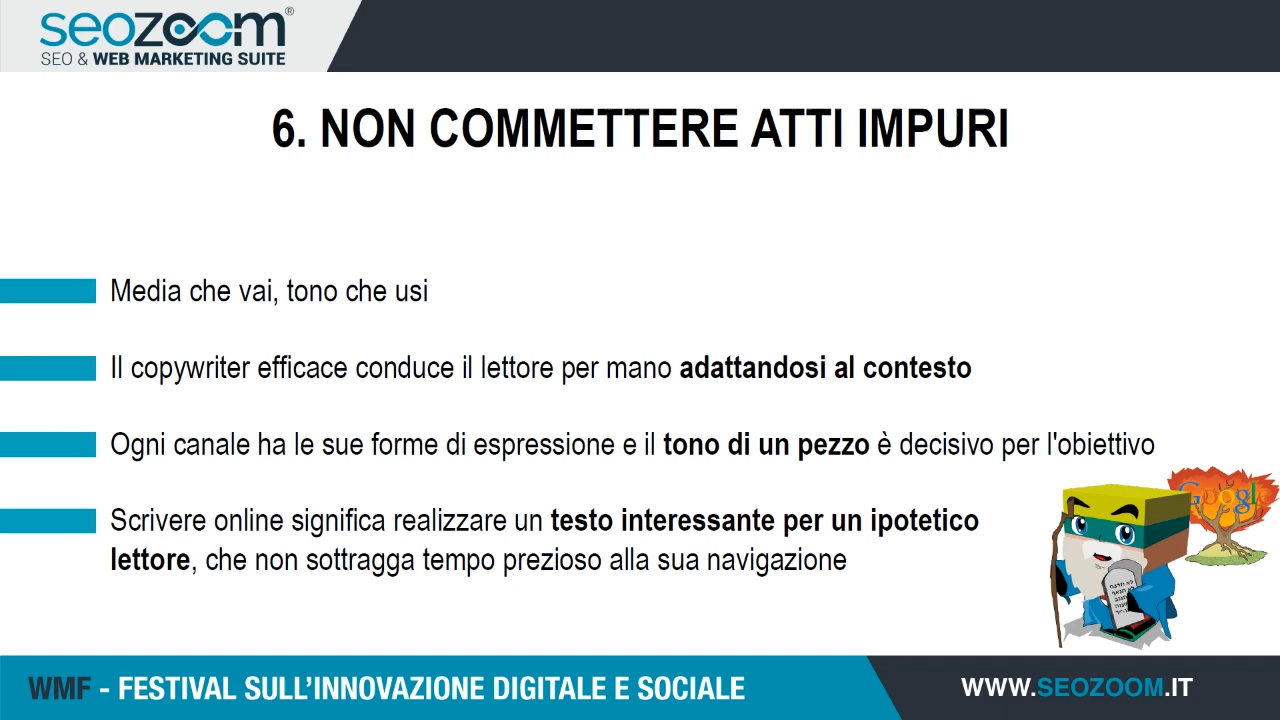 seozoom®
SEO & WEB MARKETING SUITE
6. NON COMMETTERE ATTI IMPURI
Media che vai, tono che usi
Il copywriter efficace conduce il lettore per mano adattandosi al contesto
Ogni canale ha le sue forme di espressione e il tono di un pezzo è decisivo per l'obiettivo
Scrivere online significa realizzare un testo interessante per un ipotetico
lettore, che non sottragga tempo prezioso alla sua navigazione
Google
WMF - FESTIVAL SULL'INNOVAZIONE DIGITALE E SOCIALE
WWW.SEOZOOM.IT